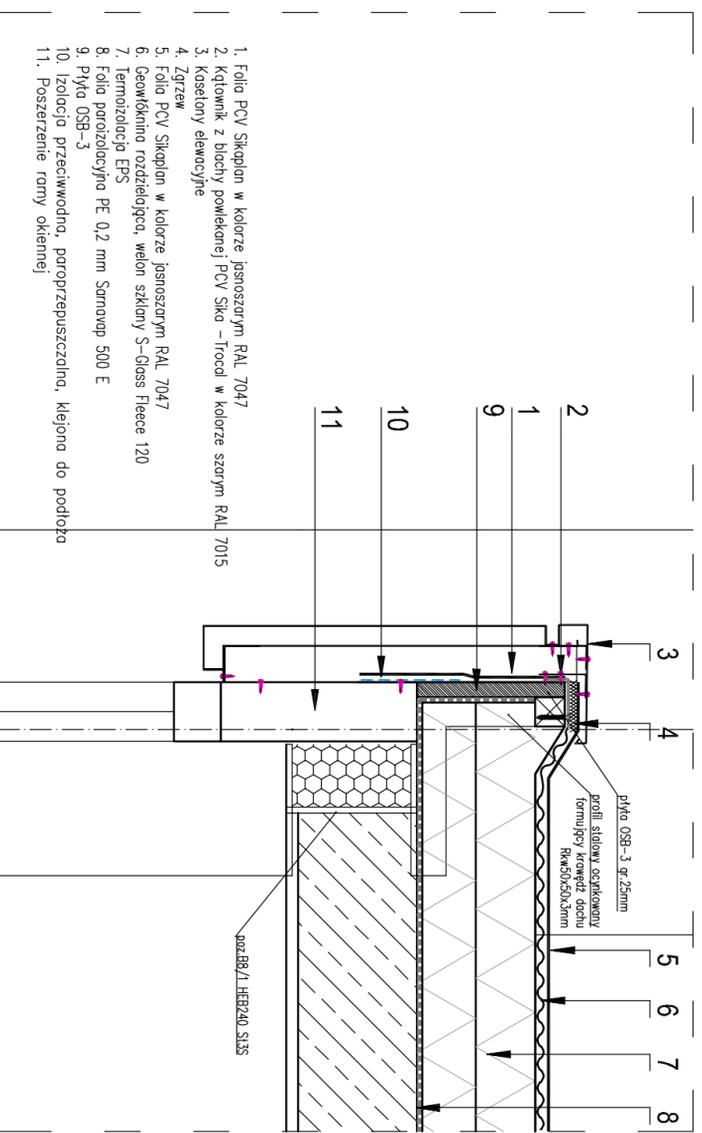 1. Folia PCV Sikaplan w kolorze jasnoszarym RAL 7047
2. Kątownik z blachy powlekanej PCV Sika -Trocal w kolorze szarym RAL 7015
3. Kasetony elewacyjne
4. Zgrzew
5. Folia PCV Sikaplan w kolorze jasnoszarym RAL 7047
6. Geowłóknina rozdzielająca, welon szklany S-Glass Fleece 120
7. Termoizolacja EPS
8. Folia paroizolacyjna PE 0,2 mm Sarnavap 500 E
9. Płyta OSB-3
10. Izolacja przeciwwodna, paroprzepuszczalna, klejona do podłoża
11. Poszerzenie ramy okiennej
3
4
5
6
7
8
2
1
9
10
11
płyta OSB-3 gr.25mm
profil stalowy ocynkowany
formujący krawędź dachu
Rkw50x50x3mm
poz.B8/1 HEB240 St3S